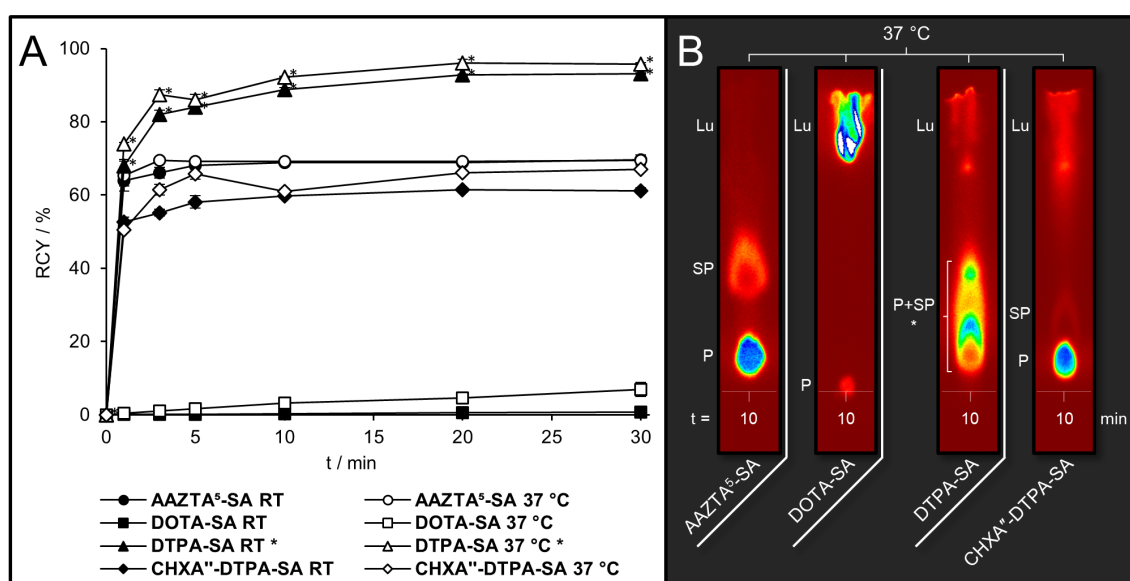 A
100
80
60
40
20
0
RCY / %
0 5 10 15 20 25 30
t / min
AAZTA⁵-SA RT
DOTA-SA RT
DTPA-SA RT *
CHXA"-DTPA-SA RT
AAZTA⁵-SA 37 °C
DOTA-SA 37 °C
DTPA-SA 37 °C *
CHXA"-DTPA-SA 37 °C
B
37 °C
Lu
SP
P
Lu
P
Lu
P+SP
*
Lu
SP
P
t = 10 10 10 10 min
AAZTA⁵-SA
DOTA-SA
DTPA-SA
CHXA"-DTPA-SA